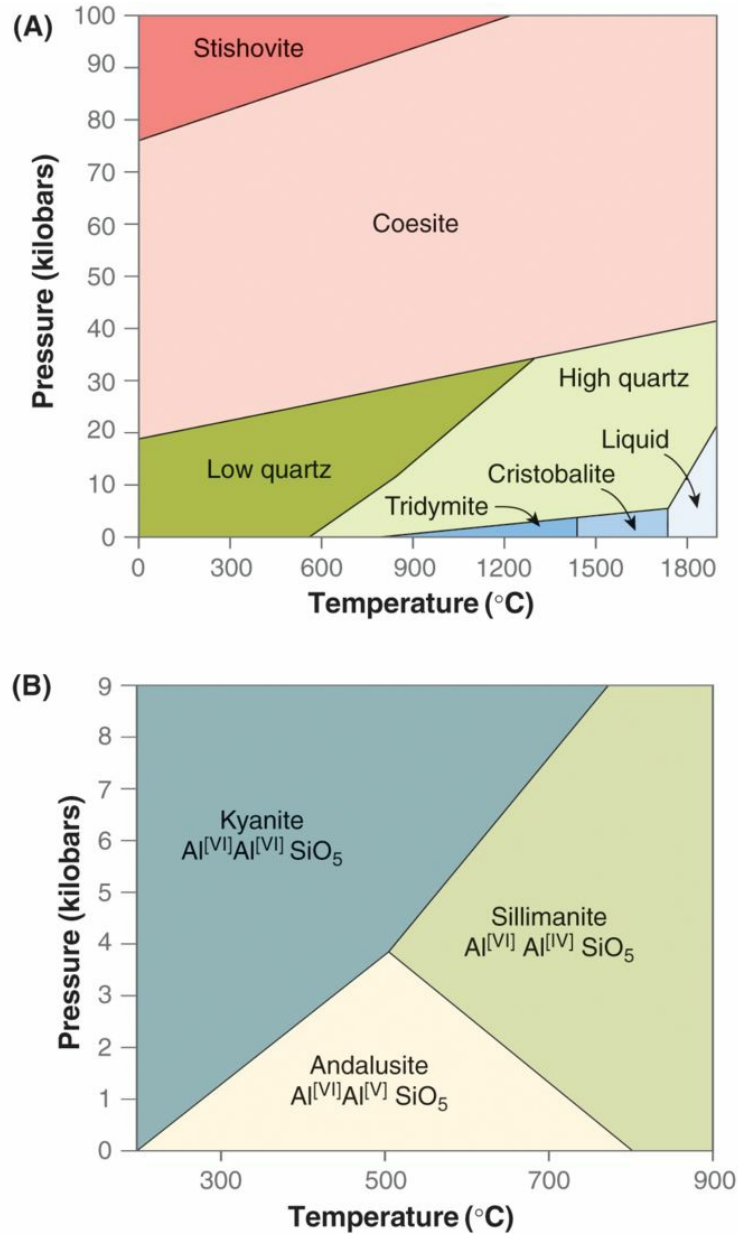 (A)
100
90
80
70
60
50
40
30
20
10
0
Pressure (kilobars)
Stishovite
Coesite
High quartz
Low quartz
Liquid
Cristobalite
Tridymite
0 300 600 900 1200 1500 1800
Temperature (°C)
(B)
9
8
7
6
5
4
3
2
1
0
Pressure (kilobars)
Kyanite
Al[VI]Al[VI] SiO5
Sillimanite
Al[VI] Al[IV] SiO5
Andalusite
Al[VI]Al[V] SiO5
300 500 700 900
Temperature (°C)